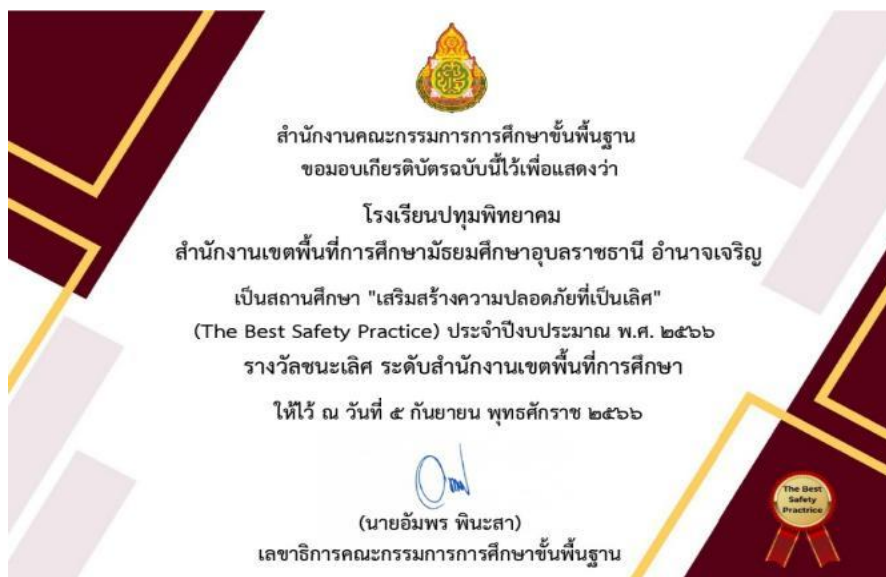 สำนักงานคณะกรรมการการศึกษาขั้นพื้นฐาน
ขอมอบเกียรติบัตรฉบับนี้ไว้เพื่อแสดงว่า
โรงเรียนปทุมพิทยาคม
สำนักงานเขตพื้นที่การศึกษามัธยมศึกษาอุบลราชธานี อำนาจเจริญ
เป็นสถานศึกษา "เสริมสร้างความปลอดภัยที่เป็นเลิศ"
(The Best Safety Practice) ประจำปีงบประมาณ พ.ศ. ๒๕๖๖
รางวัลชนะเลิศ ระดับสำนักงานเขตพื้นที่การศึกษา
ให้ไว้ ณ วันที่ ๕ กันยายน พุทธศักราช ๒๕๖๖
(นายอัมพร พินะสา)
เลขาธิการคณะกรรมการการศึกษาขั้นพื้นฐาน
The Best
Safety
Practrice